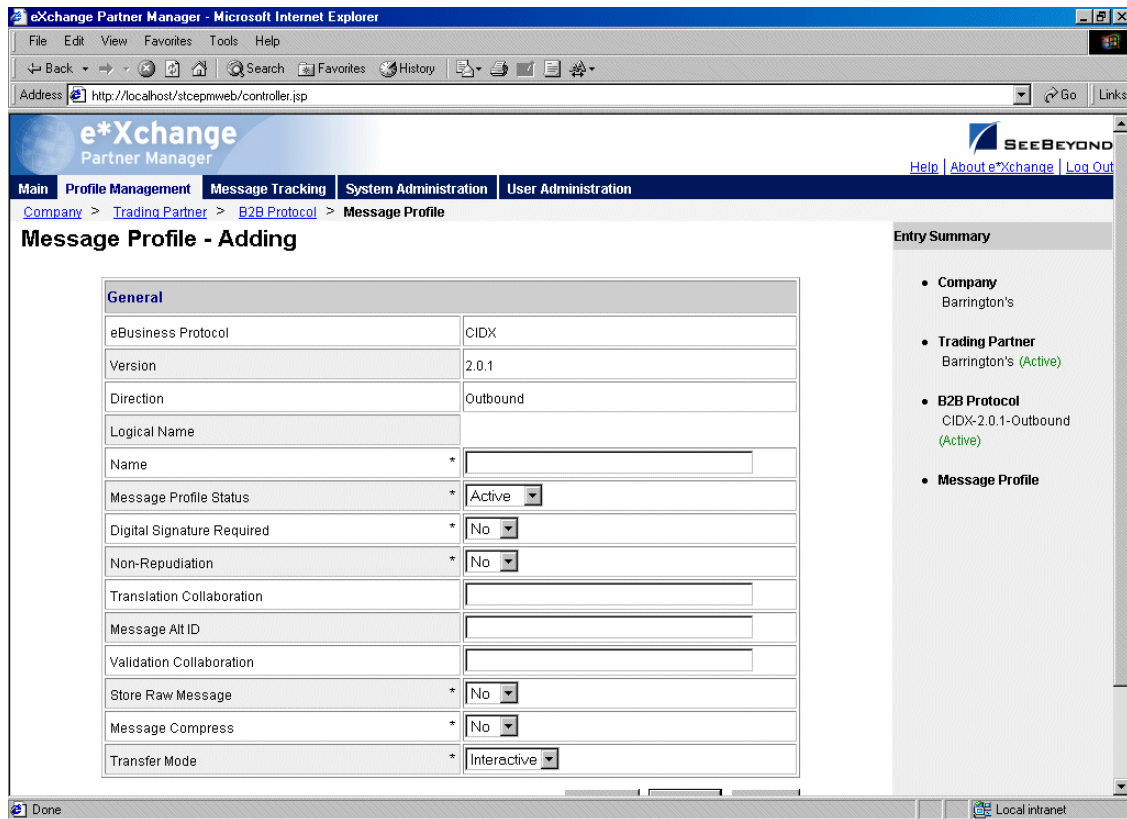 eXchange Partner Manager - Microsoft Internet Explorer
File Edit View Favorites Tools Help
Back Search Favorites History
Address http://localhost/stcepmweb/controller.jsp Go Links
e*Xchange
Partner Manager
SEEBEYOND
Help | About e*Xchange | Log Out
Main Profile Management Message Tracking System Administration User Administration
Company > Trading Partner > B2B Protocol > Message Profile
Message Profile - Adding
General
eBusiness Protocol CIDX
Version 2.0.1
Direction Outbound
Logical Name
Name *
Message Profile Status * Active
Digital Signature Required * No
Non-Repudiation * No
Translation Collaboration
Message Alt ID
Validation Collaboration
Store Raw Message * No
Message Compress * No
Transfer Mode * Interactive
Entry Summary
• Company
Barrington's
• Trading Partner
Barrington's (Active)
• B2B Protocol
CIDX-2.0.1-Outbound
(Active)
• Message Profile
Done Local intranet